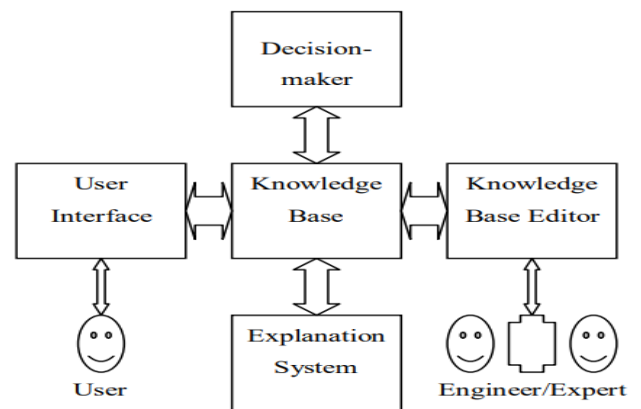 Decision-
maker
User
Interface
Knowledge
Base
Knowledge
Base Editor
Explanation
System
User
Engineer/Expert